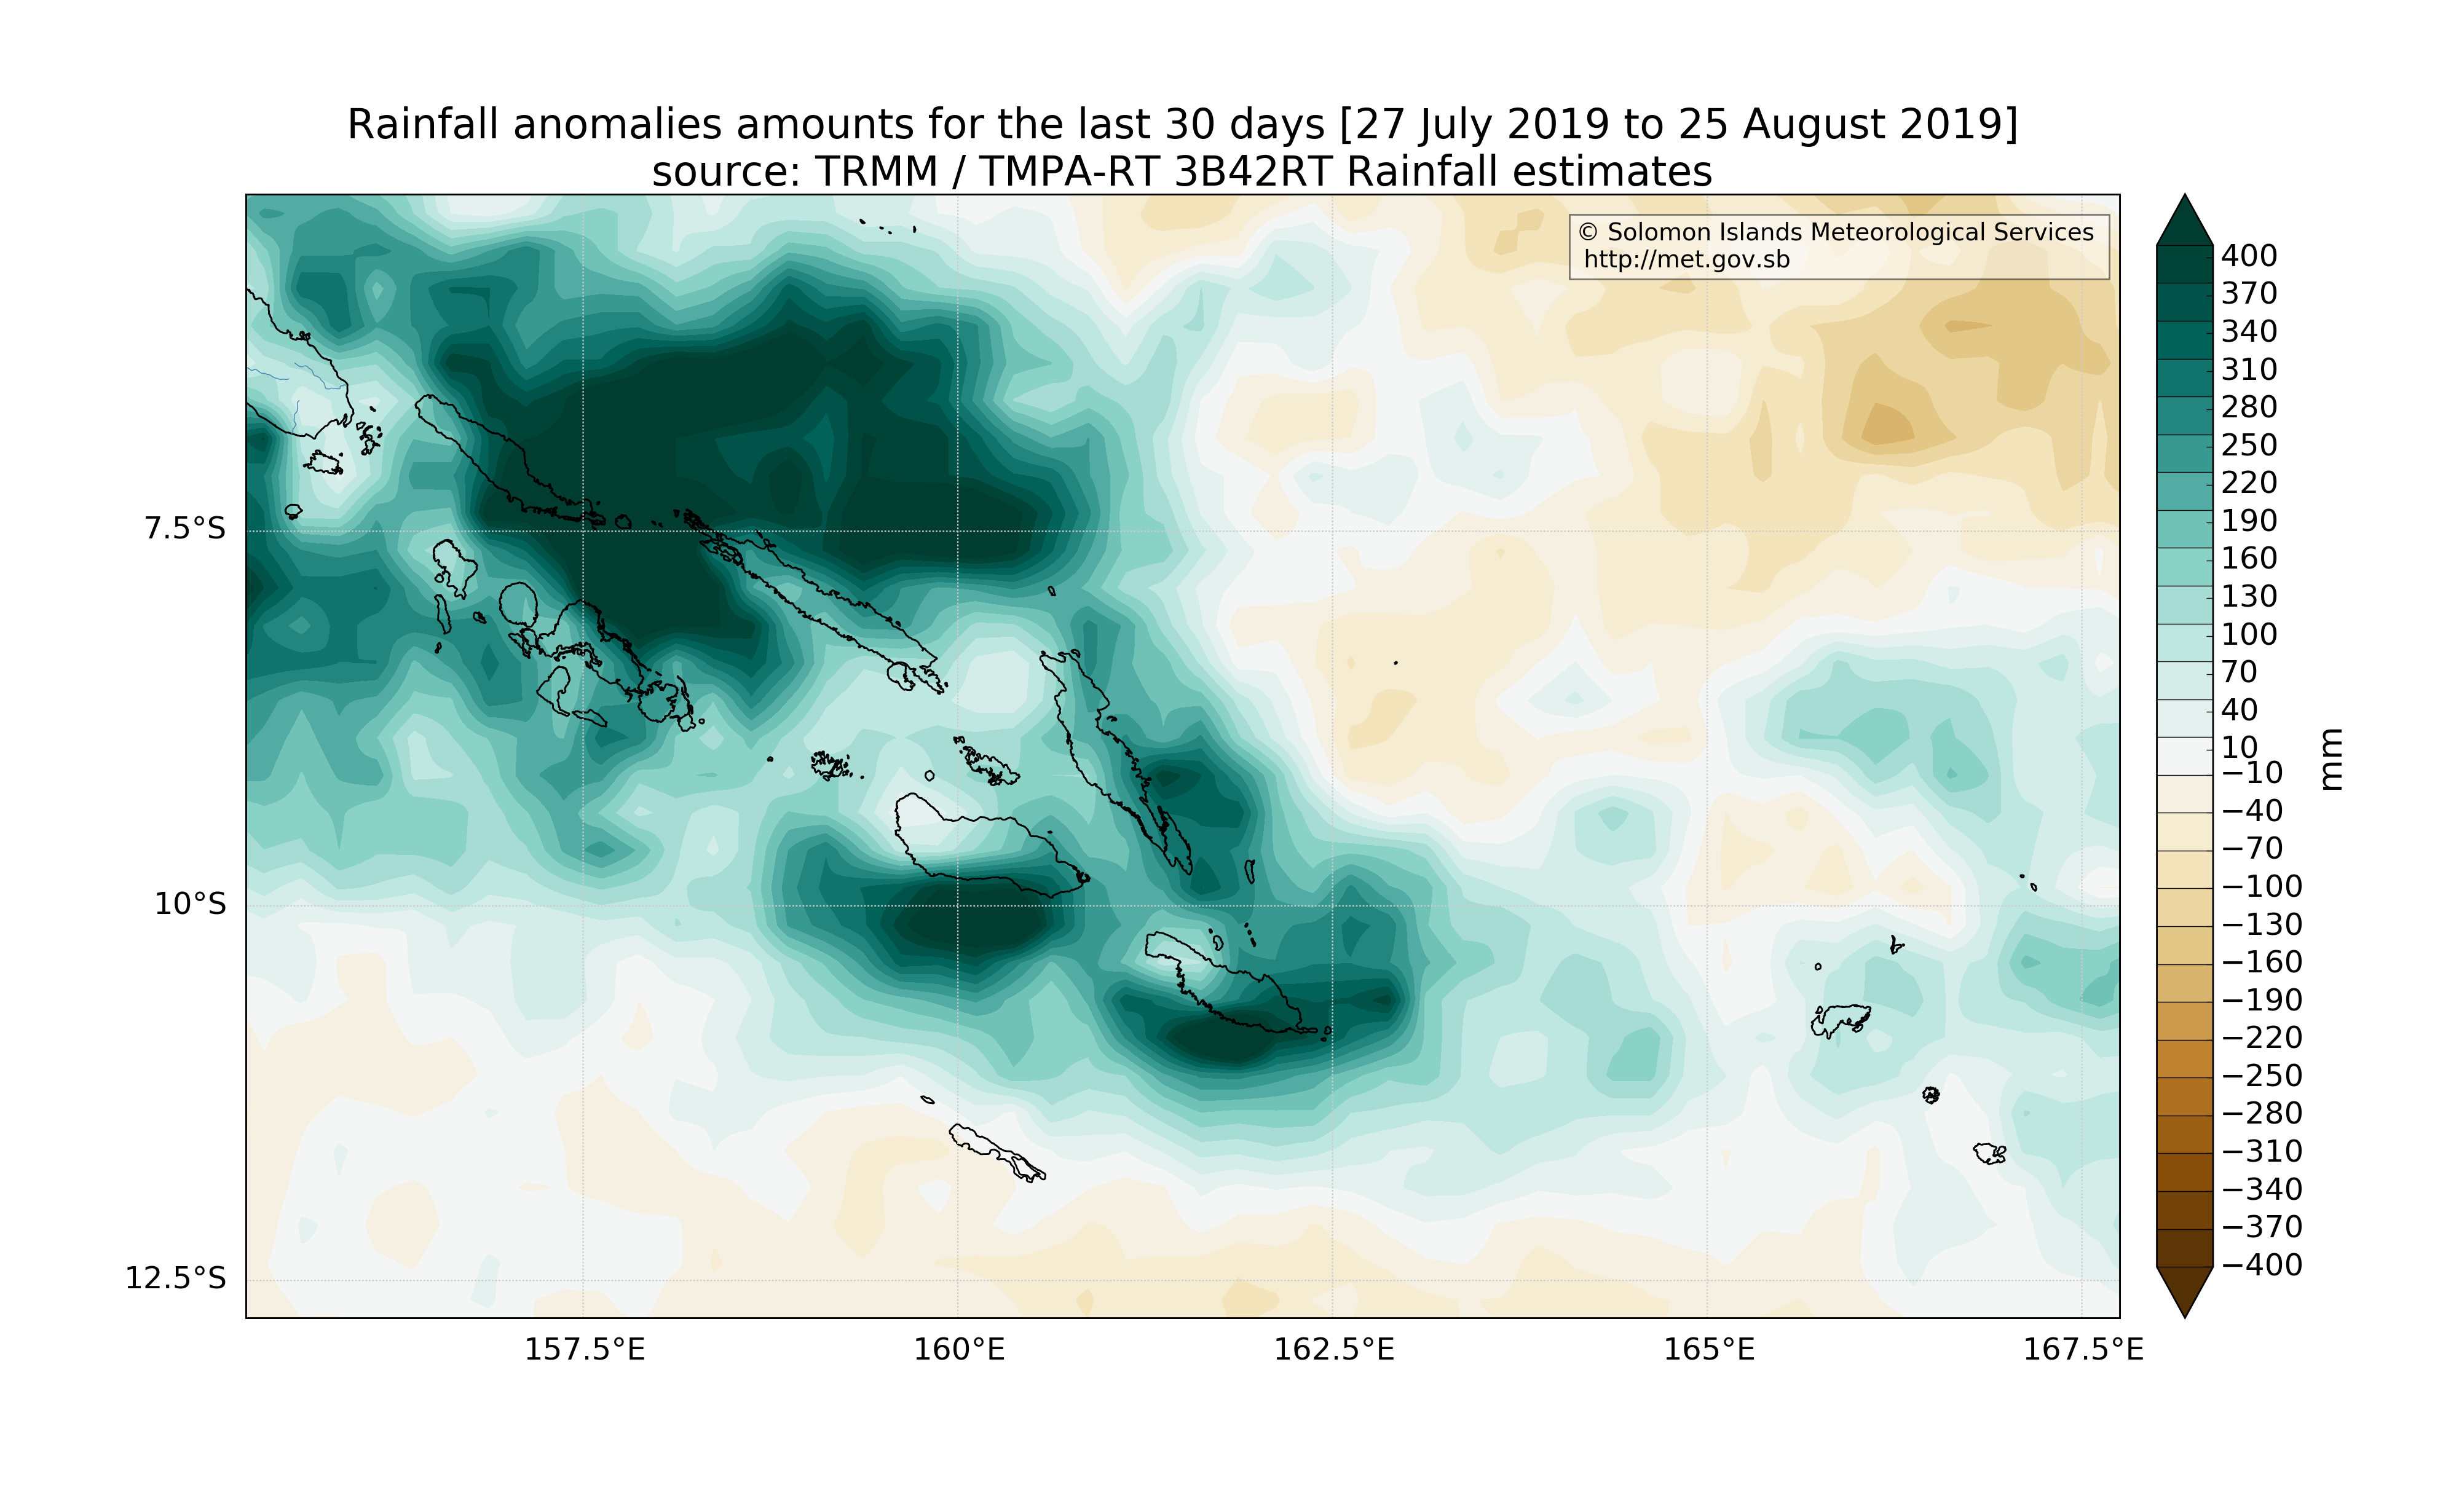 Rainfall anomalies amounts for the last 30 days [27 July 2019 to 25 August 2019]
source: TRMM / TMPA-RT 3B42RT Rainfall estimates
© Solomon Islands Meteorological Services
http://met.gov.sb
7.5°S
10°S
12.5°S
157.5°E
160°E
162.5°E
165°E
167.5°E
400
370
340
310
280
250
220
190
160
130
100
70
40
10
−10
−40
−70
−100
−130
−160
−190
−220
−250
−280
−310
−340
−370
−400
mm